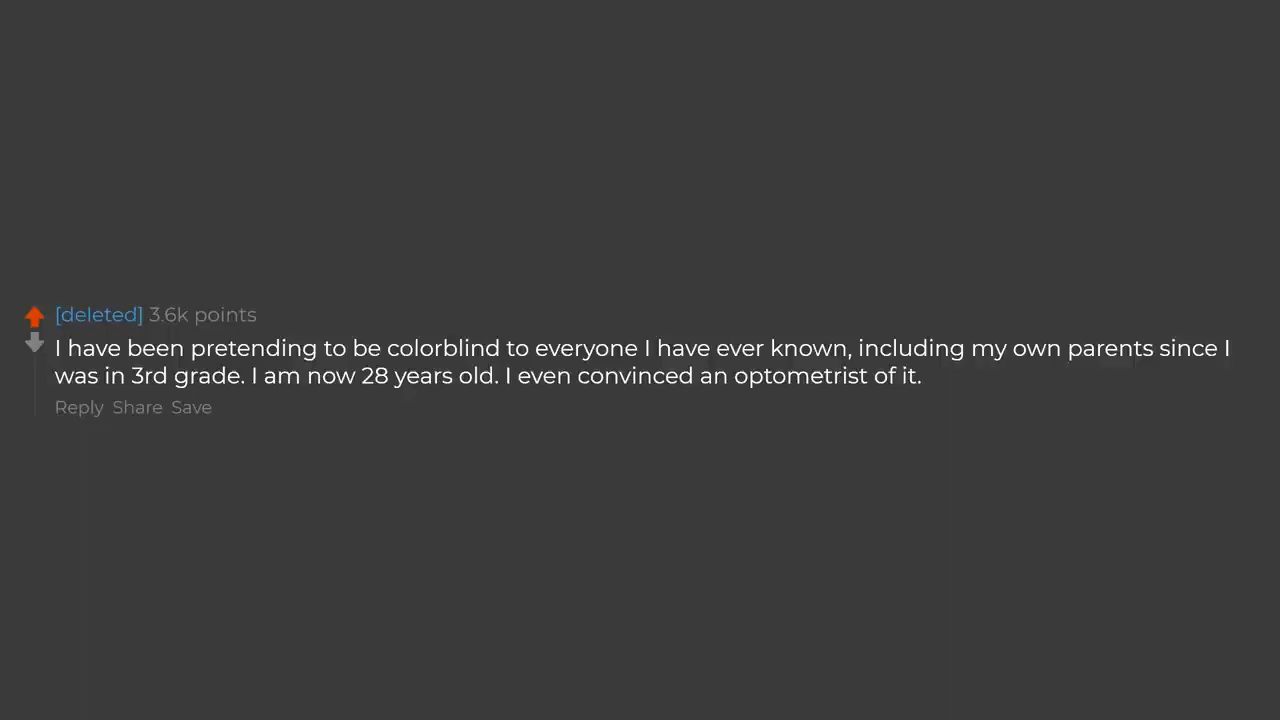 [deleted] 3.6k points
I have been pretending to be colorblind to everyone I have ever known, including my own parents since I
was in 3rd grade. I am now 28 years old. I even convinced an optometrist of it.
Reply Share Save